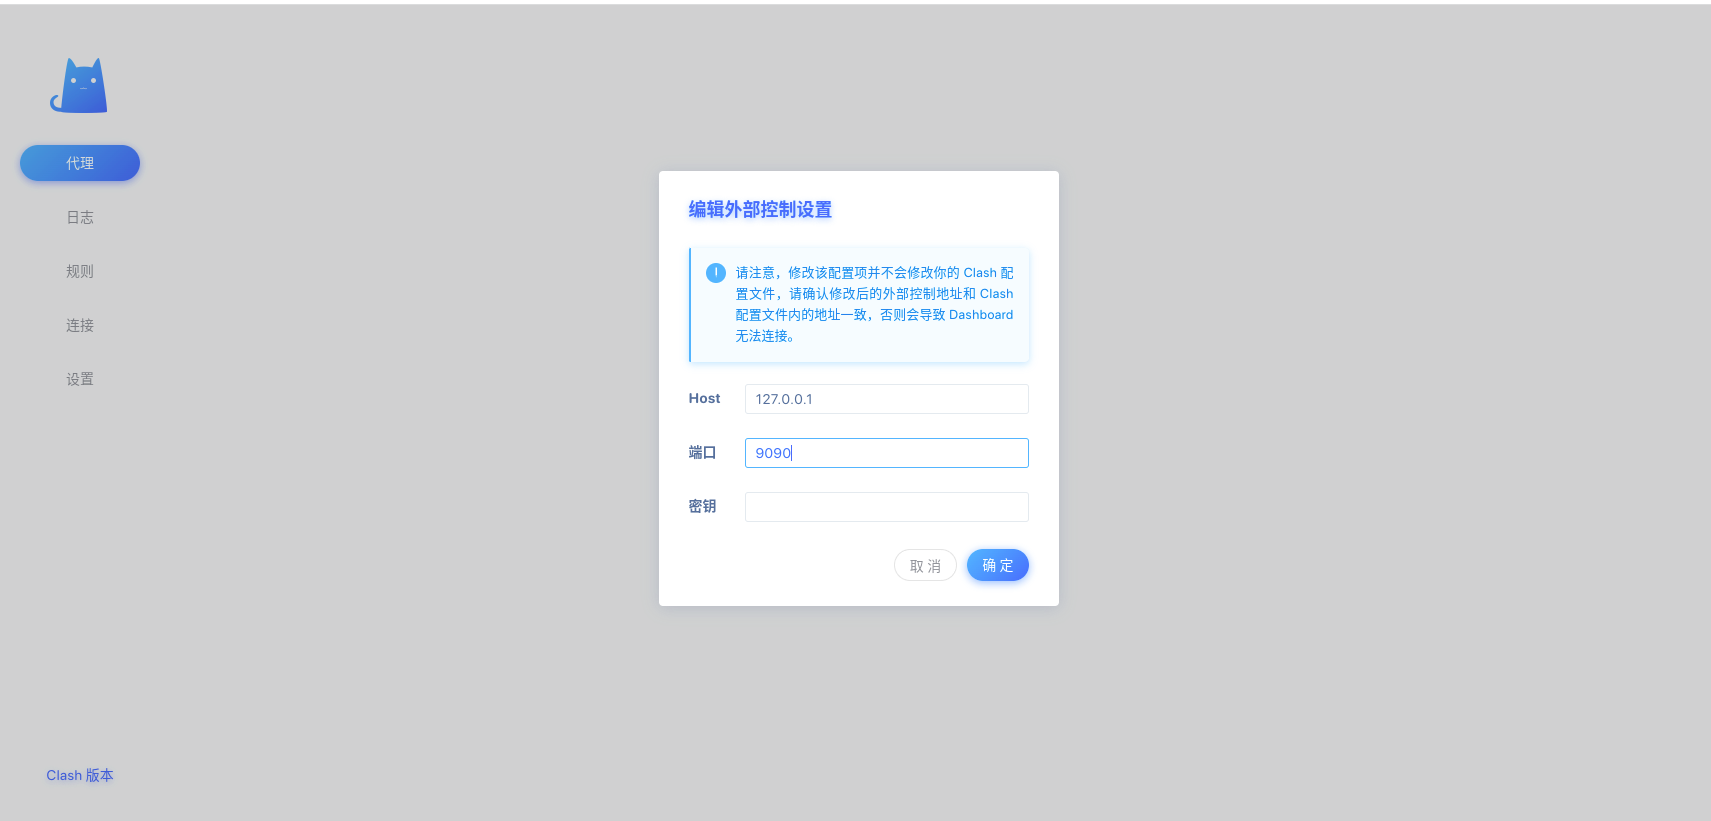 代理
日志
规则
连接
设置
Clash 版本
编辑外部控制设置
请注意，修改该配置项并不会修改你的 Clash 配
置文件，请确认修改后的外部控制地址和 Clash
配置文件内的地址一致，否则会导致 Dashboard
无法连接。
Host 127.0.0.1
端口 9090
密钥
取 消 确 定